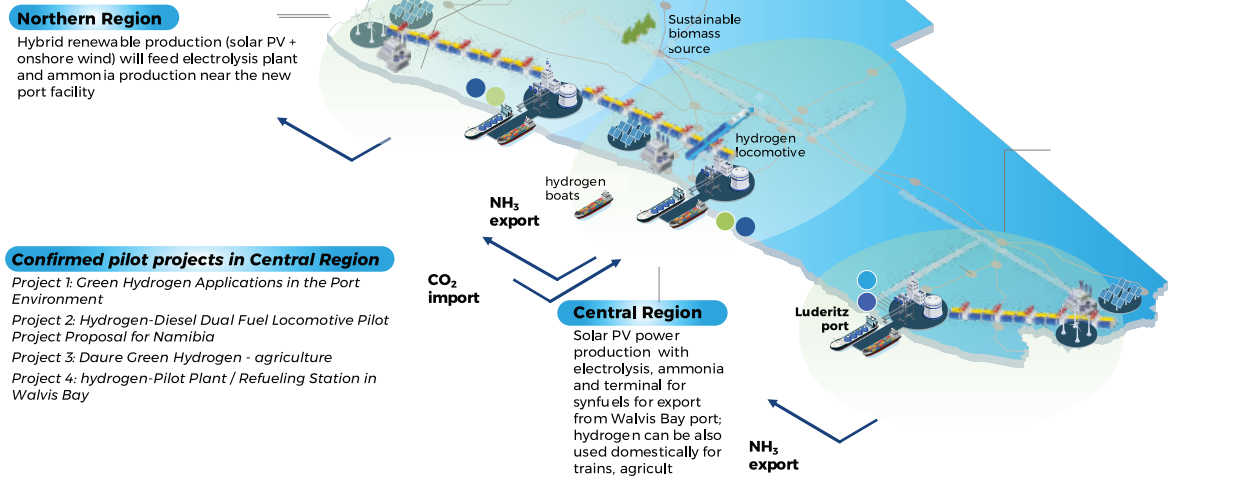 Northern Region
Hybrid renewable production (solar PV +
onshore wind) will feed electrolysis plant
and ammonia production near the new
port facility
Sustainable
biomass
source
hydrogen
locomotive
hydrogen
boats
NH₃
export
CO₂
import
Confirmed pilot projects in Central Region
Project 1: Green Hydrogen Applications in the Port
Environment
Project 2: Hydrogen-Diesel Dual Fuel Locomotive Pilot
Project Proposal for Namibia
Project 3: Daure Green Hydrogen - agriculture
Project 4: hydrogen-Pilot Plant / Refueling Station in
Walvis Bay
Central Region
Solar PV power
production with
electrolysis, ammonia
and terminal for
synfuels for export
from Walvis Bay port;
hydrogen can be also
used domestically for
trains, agricult
Luderitz
port
NH₃
export